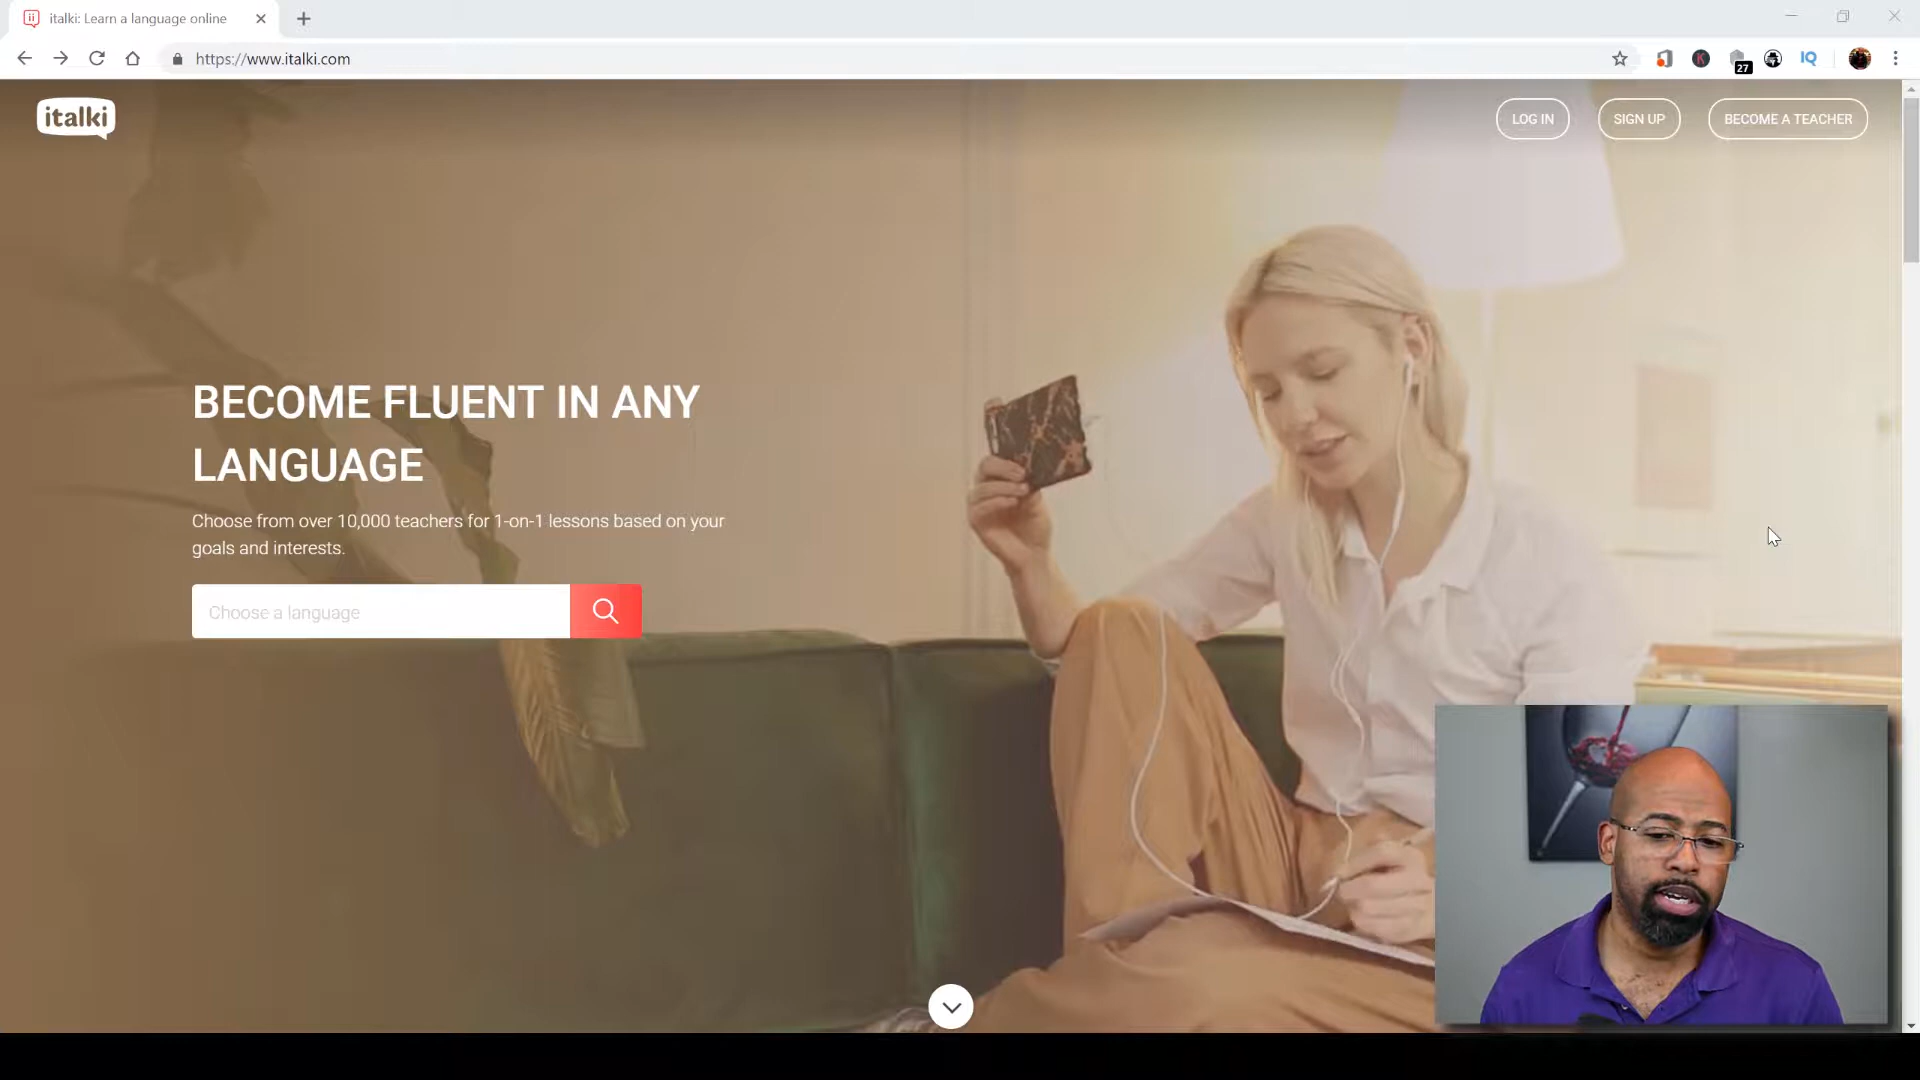 italki: Learn a language online
https://www.italki.com
K
27
IQ
italki
LOG IN
SIGN UP
BECOME A TEACHER
BECOME FLUENT IN ANY
LANGUAGE
Choose from over 10,000 teachers for 1-on-1 lessons based on your
goals and interests.
Choose a language